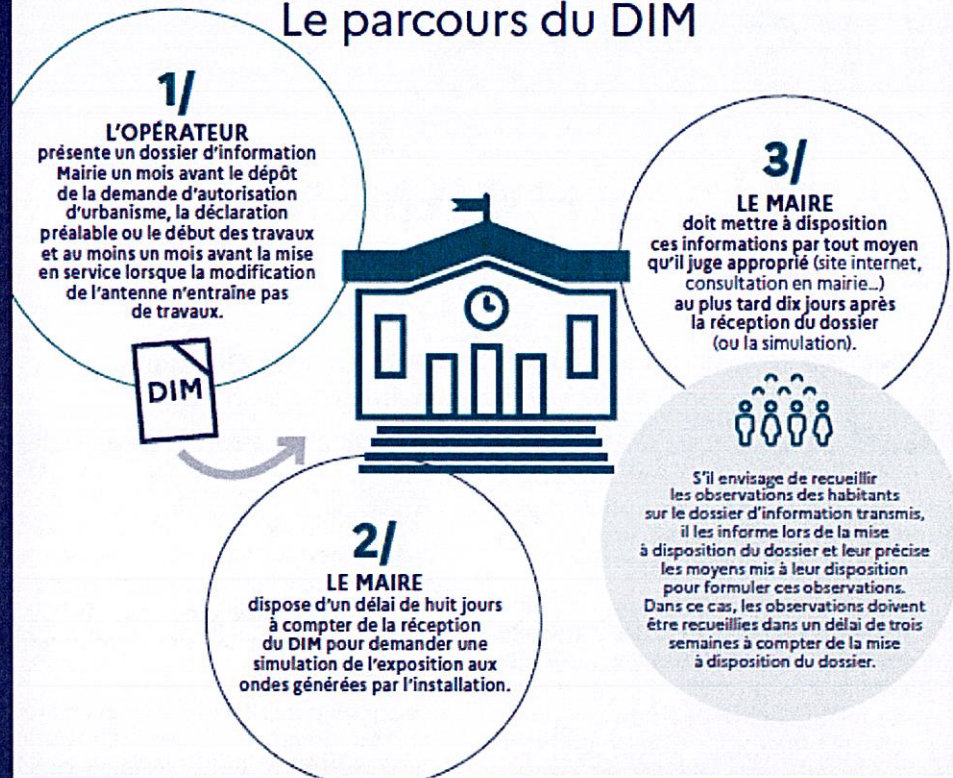 Le parcours du DIM
1/
L'OPÉRATEUR
présente un dossier d'information
Mairie un mois avant le dépôt
de la demande d'autorisation
d'urbanisme, la déclaration
préalable ou le début des travaux
et au moins un mois avant la mise
en service lorsque la modification
de l'antenne n'entraîne pas
de travaux.
DIM
2/
LE MAIRE
dispose d'un délai de huit jours
à compter de la réception
du DIM pour demander une
simulation de l'exposition aux
ondes générées par l'installation.
3/
LE MAIRE
doit mettre à disposition
ces informations par tout moyen
qu'il juge approprié (site internet,
consultation en mairie...)
au plus tard dix jours après
la réception du dossier
(ou la simulation).
S'il envisage de recueillir
les observations des habitants
sur le dossier d'information transmis,
il les informe lors de la mise
à disposition du dossier et leur précise
les moyens mis à leur disposition
pour formuler ces observations.
Dans ce cas, les observations doivent
être recueillies dans un délai de trois
semaines à compter de la mise
à disposition du dossier.